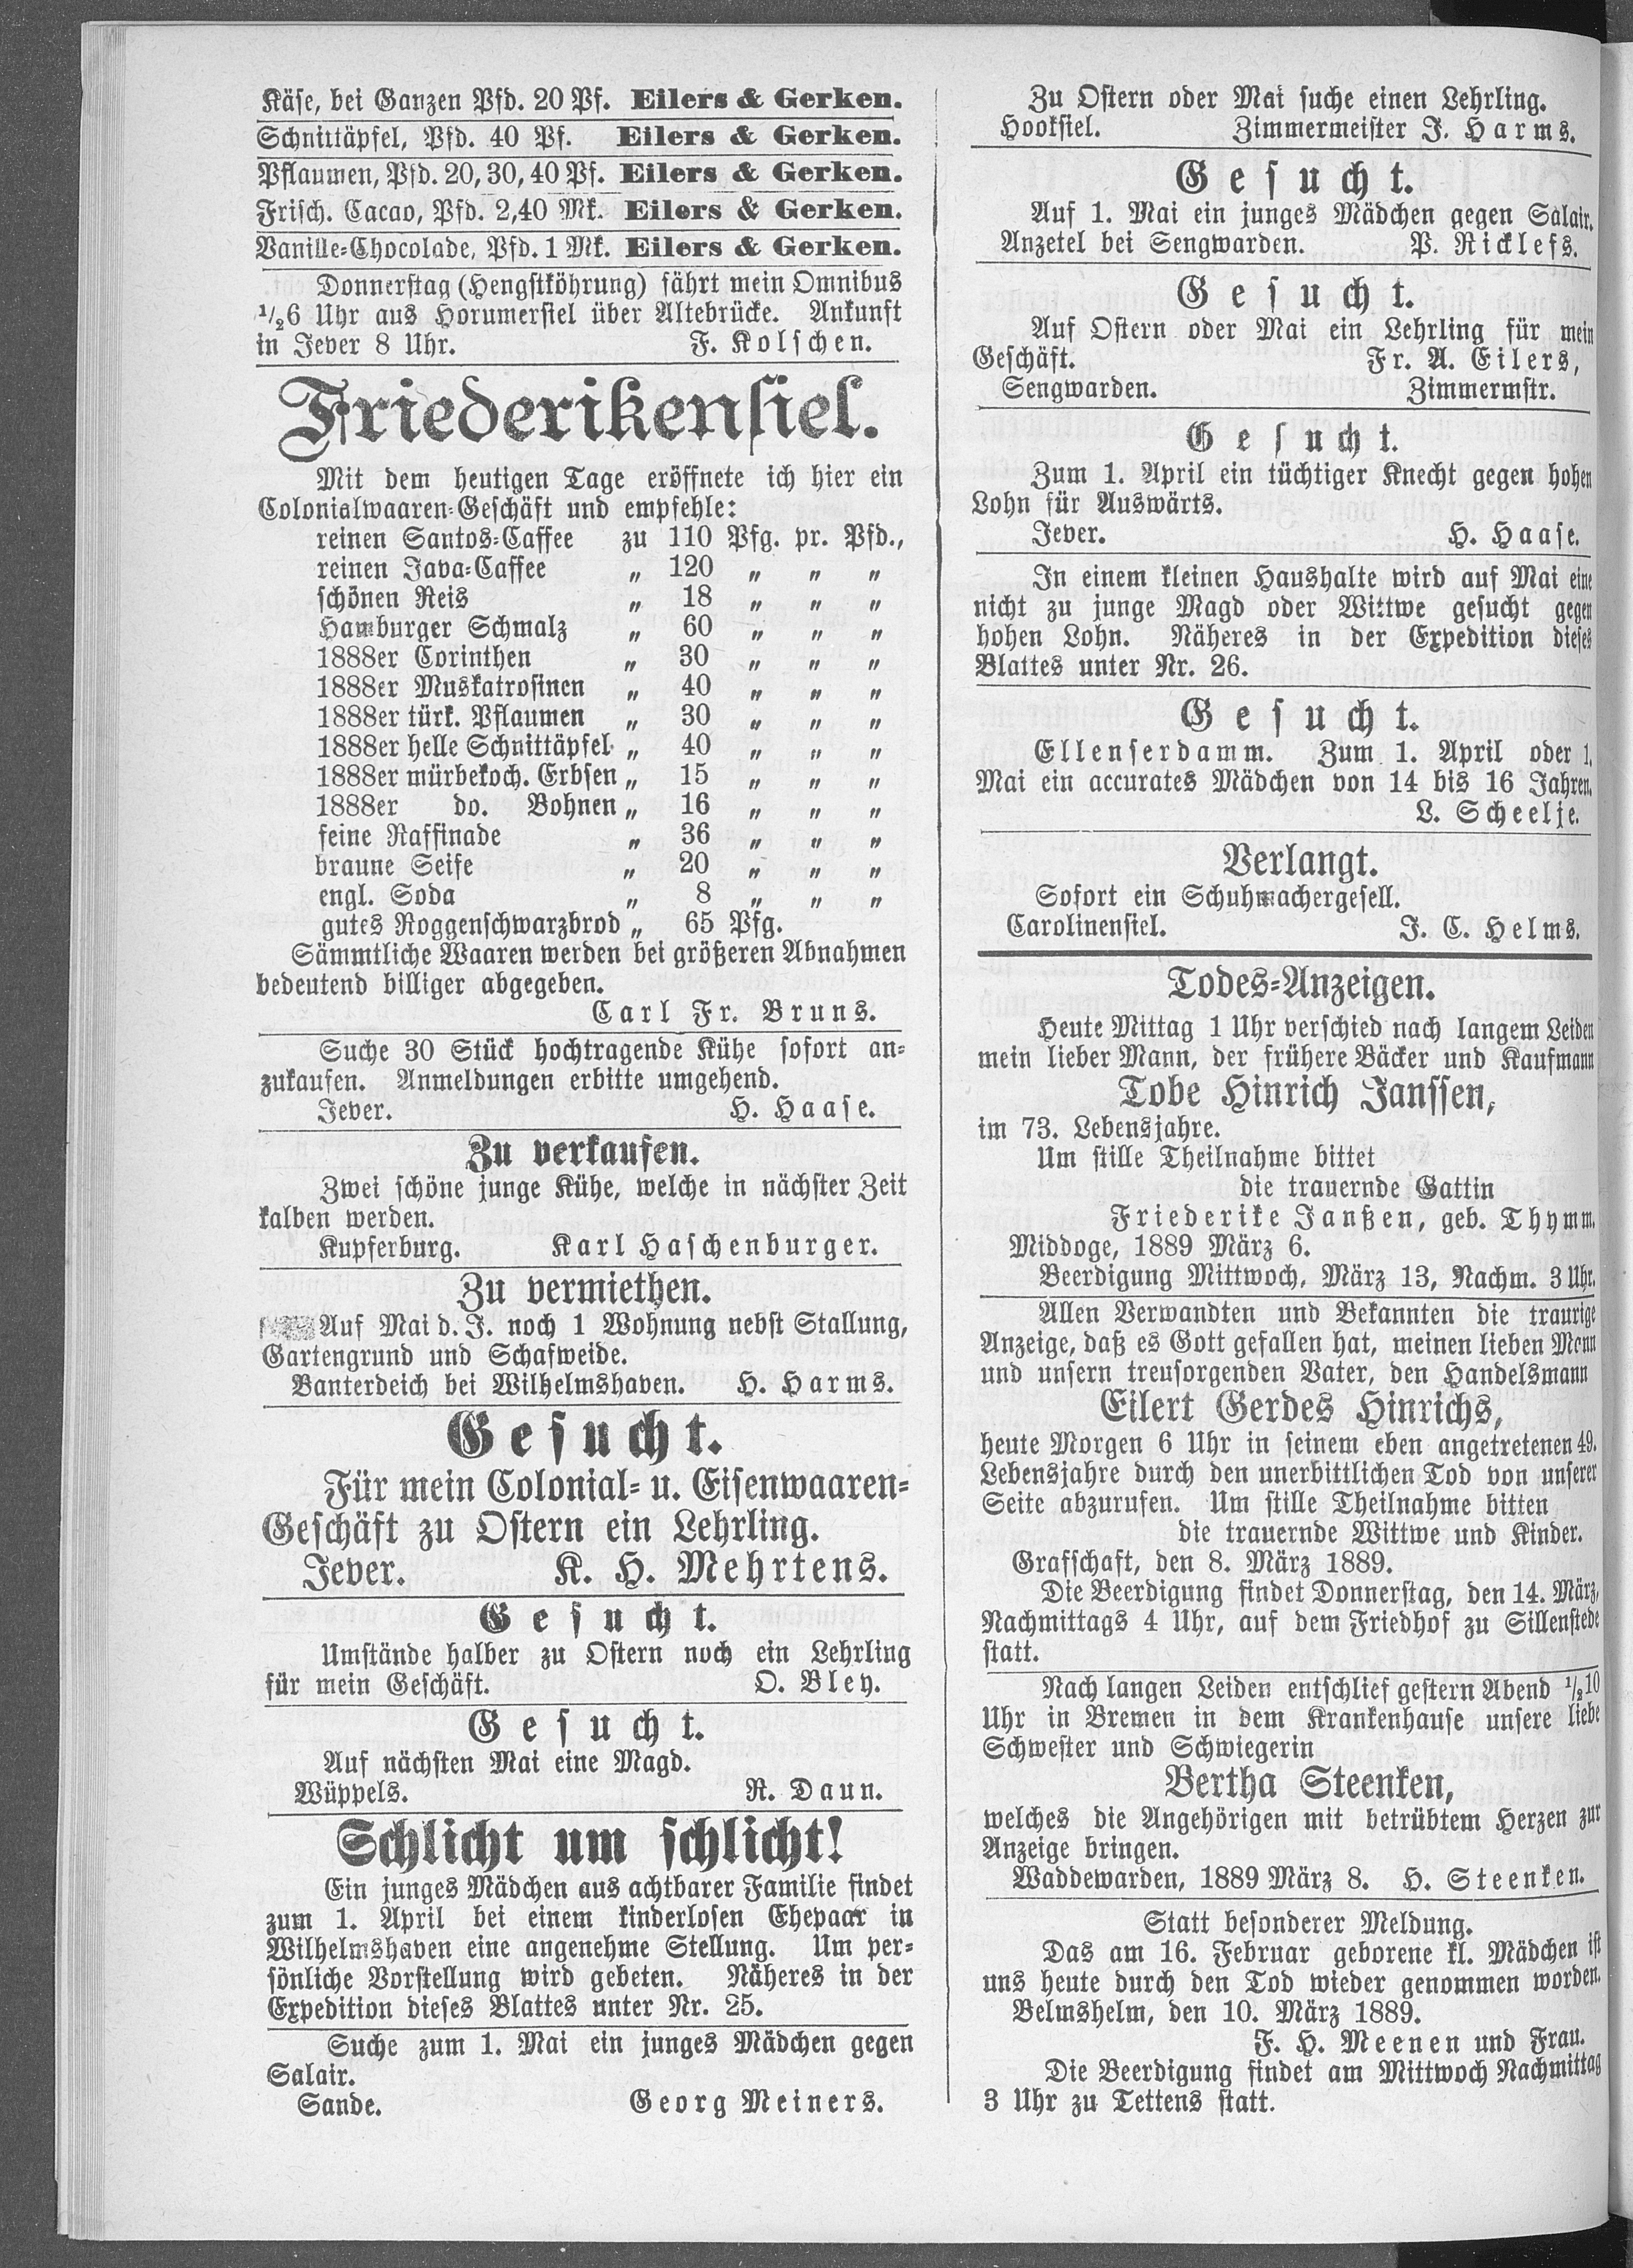 Käse, bei Ganzen Pfd. 20 Pf. Eilers & Gerken.
Schnittäpfel, Pfd. 40 Pf. Eilers & Gerken.
Pflaumen, Pfd. 20, 30, 40 Pf. Eilers & Gerken.
Frisch. Cacao, Pfd. 2,40 Mk. Eilers & Gerken.
Vanille-Chocolade, Pfd. 1 Mk. Eilers & Gerken.
Donnerstag (Hengstköhrung) fährt mein Omnibus
1/26 Uhr aus Horumersiel über Altebrücke. Ankunft
in Jever 8 Uhr. F. Kolschen.
Friederikensiel.
Mit dem heutigen Tage eröffnete ich hier ein
Colonialwaaren-Geschäft und empfehle:
reinen Santos-Caffee zu 110 Pfg. pr. Pfd.,
reinen Java-Caffee „ 120 „ „ „
schönen Reis „ 18 „ „ „
Hamburger Schmalz „ 60 „ „ „
1888er Corinthen „ 30 „ „ „
1888er Muskatrosinen „ 40 „ „ „
1888er türk. Pflaumen „ 30 „ „ „
1888er helle Schnittäpfel „ 40 „ „ „
1888er mürbekoch. Erbsen „ 15 „ „ „
1888er do. Bohnen „ 16 „ „ „
feine Raffinade „ 36 „ „ „
braune Seife „ 20 „ „ „
engl. Soda „ 8 „ „ „
gutes Roggenschwarzbrod „ 65 Pfg.
Sämmtliche Waaren werden bei größeren Abnahmen
bedeutend billiger abgegeben.
Carl Fr. Bruns.
Suche 30 Stück hochtragende Kühe sofort an-
zukaufen. Anmeldungen erbitte umgehend.
Jever. H. Haase.
Zu verkaufen.
Zwei schöne junge Kühe, welche in nächster Zeit
kalben werden.
Kupferburg. Karl Haschenburger.
Zu vermiethen.
Auf Mai d. J. noch 1 Wohnung nebst Stallung,
Gartengrund und Schafweide.
Banterdeich bei Wilhelmshaven. H. Harms.
Gesucht.
Für mein Colonial- u. Eisenwaaren-
Geschäft zu Ostern ein Lehrling.
Jever. K. H. Mehrtens.
Gesucht.
Umstände halber zu Ostern noch ein Lehrling
für mein Geschäft. O. Bley.
Gesucht.
Auf nächsten Mai eine Magd.
Wüppels. R. Daun.
Schlicht um schlicht!
Ein junges Mädchen aus achtbarer Familie findet
zum 1. April bei einem kinderlosen Ehepaar in
Wilhelmshaven eine angenehme Stellung. Um per-
sönliche Vorstellung wird gebeten. Näheres in der
Expedition dieses Blattes unter Nr. 25.
Suche zum 1. Mai ein junges Mädchen gegen
Salair.
Sande. Georg Meiners.
Zu Ostern oder Mai suche einen Lehrling.
Hooksiel. Zimmermeister J. Harms.
Gesucht.
Auf 1. Mai ein junges Mädchen gegen Salair.
Anzetel bei Sengwarden. P. Ricklefs.
Gesucht.
Auf Ostern oder Mai ein Lehrling für mein
Geschäft. Fr. A. Eilers,
Sengwarden. Zimmermstr.
Gesucht.
Zum 1. April ein tüchtiger Knecht gegen hohen
Lohn für Auswärts.
Jever. H. Haase.
In einem kleinen Haushalte wird auf Mai eine
nicht zu junge Magd oder Wittwe gesucht gegen
hohen Lohn. Näheres in der Expedition dieses
Blattes unter Nr. 26.
Gesucht.
Ellenserdamm. Zum 1. April oder 1.
Mai ein accurates Mädchen von 14 bis 16 Jahren.
L. Scheelje.
Verlangt.
Sofort ein Schuhmachergesell.
Carolinensiel. J. C. Helms.
Todes-Anzeigen.
Heute Mittag 1 Uhr verschied nach langem Leiden
mein lieber Mann, der frühere Bäcker und Kaufmann
Tobe Hinrich Janssen,
im 73. Lebensjahre.
Um stille Theilnahme bittet
die trauernde Gattin
Friederike Janßen, geb. Thymm.
Middoge, 1889 März 6.
Beerdigung Mittwoch, März 13, Nachm. 3 Uhr.
Allen Verwandten und Bekannten die traurige
Anzeige, daß es Gott gefallen hat, meinen lieben Mann
und unsern treusorgenden Vater, den Handelsmann
Eilert Gerdes Hinrichs,
heute Morgen 6 Uhr in seinem eben angetretenen 49.
Lebensjahre durch den unerbittlichen Tod von unserer
Seite abzurufen. Um stille Theilnahme bitten
die trauernde Wittwe und Kinder.
Grafschaft, den 8. März 1889.
Die Beerdigung findet Donnerstag, den 14. März,
Nachmittags 4 Uhr, auf dem Friedhof zu Sillenstede
statt.
Nach langen Leiden entschlief gestern Abend 1/210
Uhr in Bremen in dem Krankenhause unsere liebe
Schwester und Schwiegerin
Bertha Steenken,
welches die Angehörigen mit betrübtem Herzen zur
Anzeige bringen.
Waddewarden, 1889 März 8. H. Steenken.
Statt besonderer Meldung.
Das am 16. Februar geborene kl. Mädchen ist
uns heute durch den Tod wieder genommen worden.
Belmshelm, den 10. März 1889.
F. H. Meenen und Frau.
Die Beerdigung findet am Mittwoch Nachmittag
3 Uhr zu Tettens statt.